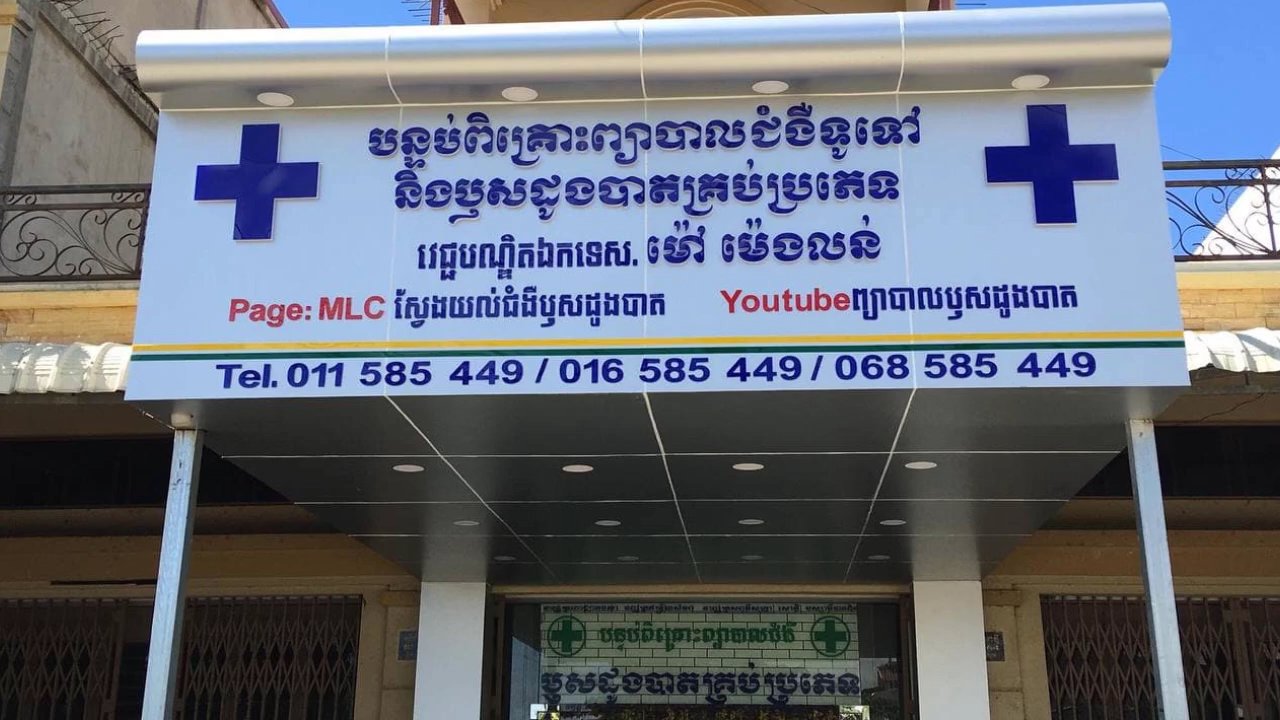 បន្ទប់ពិគ្រោះព្យាបាលជំងឺទូទៅ
និងឫសដូងបាតគ្រប់ប្រភេទ
វេជ្ជបណ្ឌិតឯកទេស. ម៉ៅ ម៉េងលន់
Page: MLC ស្វែងយល់ជំងឺឫសដូងបាត Youtubeព្យាបាលឫសដូងបាត
Tel. 011 585 449 / 016 585 449 / 068 585 449
បន្ទប់ពិគ្រោះព្យាបាលជំងឺ
ឫសដូងបាតគ្រប់ប្រភេទ